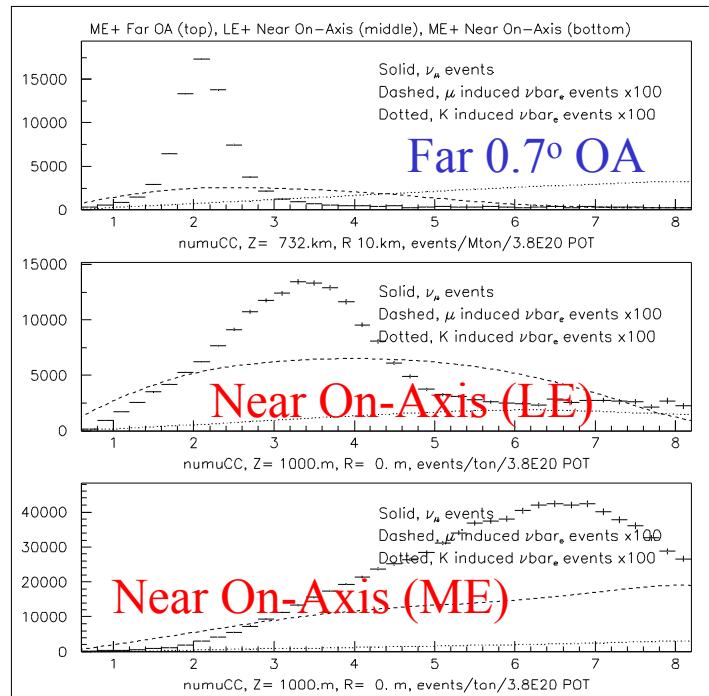 ME+ Far OA (top), LE+ Near On-Axis (middle), ME+ Near On-Axis (bottom)
15000
10000
5000
0
Solid, νμ events
Dashed, μ induced νbarₑ events x100
Dotted, K induced νbarₑ events x100
Far 0.7° OA
1 2 3 4 5 6 7 8
numuCC, Z= 732.km, R 10.km, events/Mton/3.8E20 POT
15000
10000
5000
0
Solid, νμ events
Dashed, μ induced νbarₑ events x100
Dotted, K induced νbarₑ events x100
Near On-Axis (LE)
1 2 3 4 5 6 7 8
numuCC, Z= 1000.m, R= 0. m, events/ton/3.8E20 POT
40000
30000
20000
10000
0
Solid, νμ events
Dashed, μ induced νbarₑ events x100
Dotted, K induced νbarₑ events x100
Near On-Axis (ME)
1 2 3 4 5 6 7 8
numuCC, Z= 1000.m, R= 0. m, events/ton/3.8E20 POT